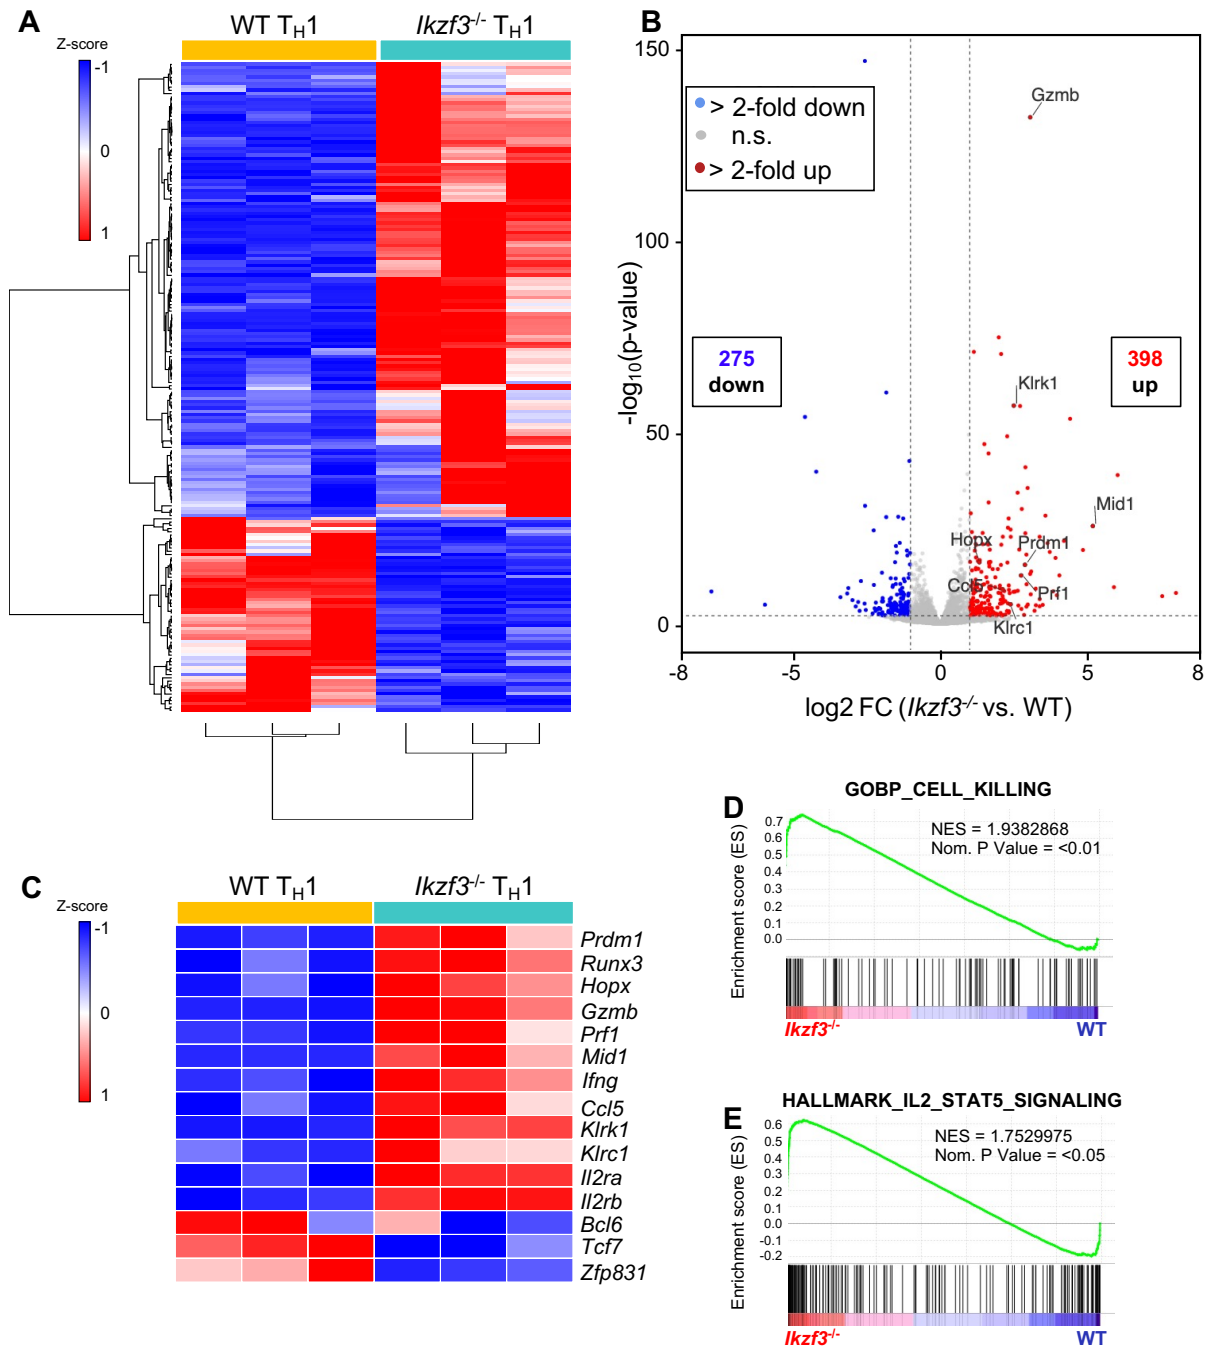 A
WT TH1
Ikzf3-/- TH1
Z-score
-1
0
1
B
150
100
50
0
-log10(p-value)
> 2-fold down
n.s.
> 2-fold up
Gzmb
275
down
398
up
Klrk1
Mid1
Hopx
Prdm1
Ccl5
Prf1
Klrc1
-8
-5
0
5
8
log2 FC (Ikzf3-/- vs. WT)
C
WT TH1
Ikzf3-/- TH1
Z-score
-1
0
1
Prdm1
Runx3
Hopx
Gzmb
Prf1
Mid1
Ifng
Ccl5
Klrk1
Klrc1
Il2ra
Il2rb
Bcl6
Tcf7
Zfp831
D
GOBP_CELL_KILLING
Enrichment score (ES)
0.7
0.6
0.5
0.4
0.3
0.2
0.1
0.0
NES = 1.9382868
Nom. P Value = <0.01
Ikzf3-/-
WT
E
HALLMARK_IL2_STAT5_SIGNALING
Enrichment score (ES)
0.6
0.5
0.4
0.3
0.2
0.1
0.0
-0.1
-0.2
NES = 1.7529975
Nom. P Value = <0.05
Ikzf3-/-
WT